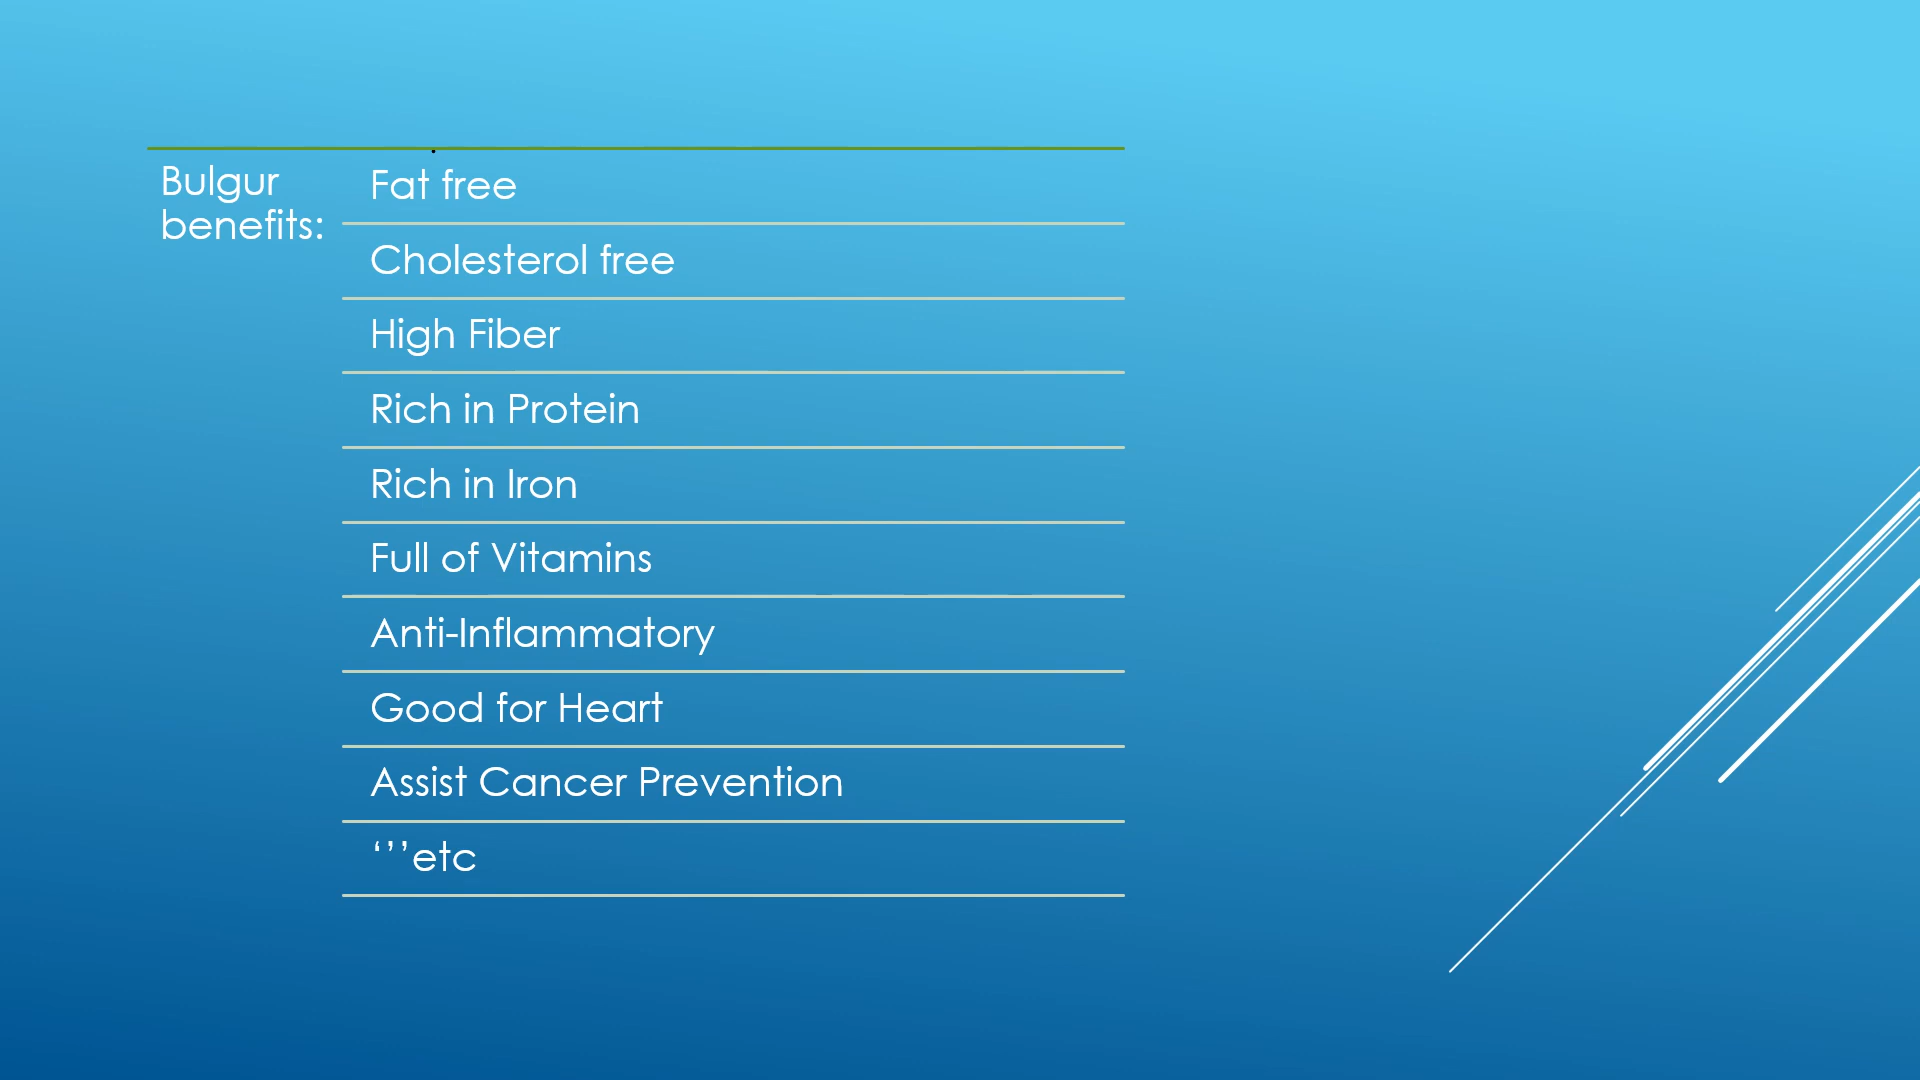 Bulgur
benefits:
Fat free
Cholesterol free
High Fiber
Rich in Protein
Rich in Iron
Full of Vitamins
Anti-Inflammatory
Good for Heart
Assist Cancer Prevention
‘’’etc